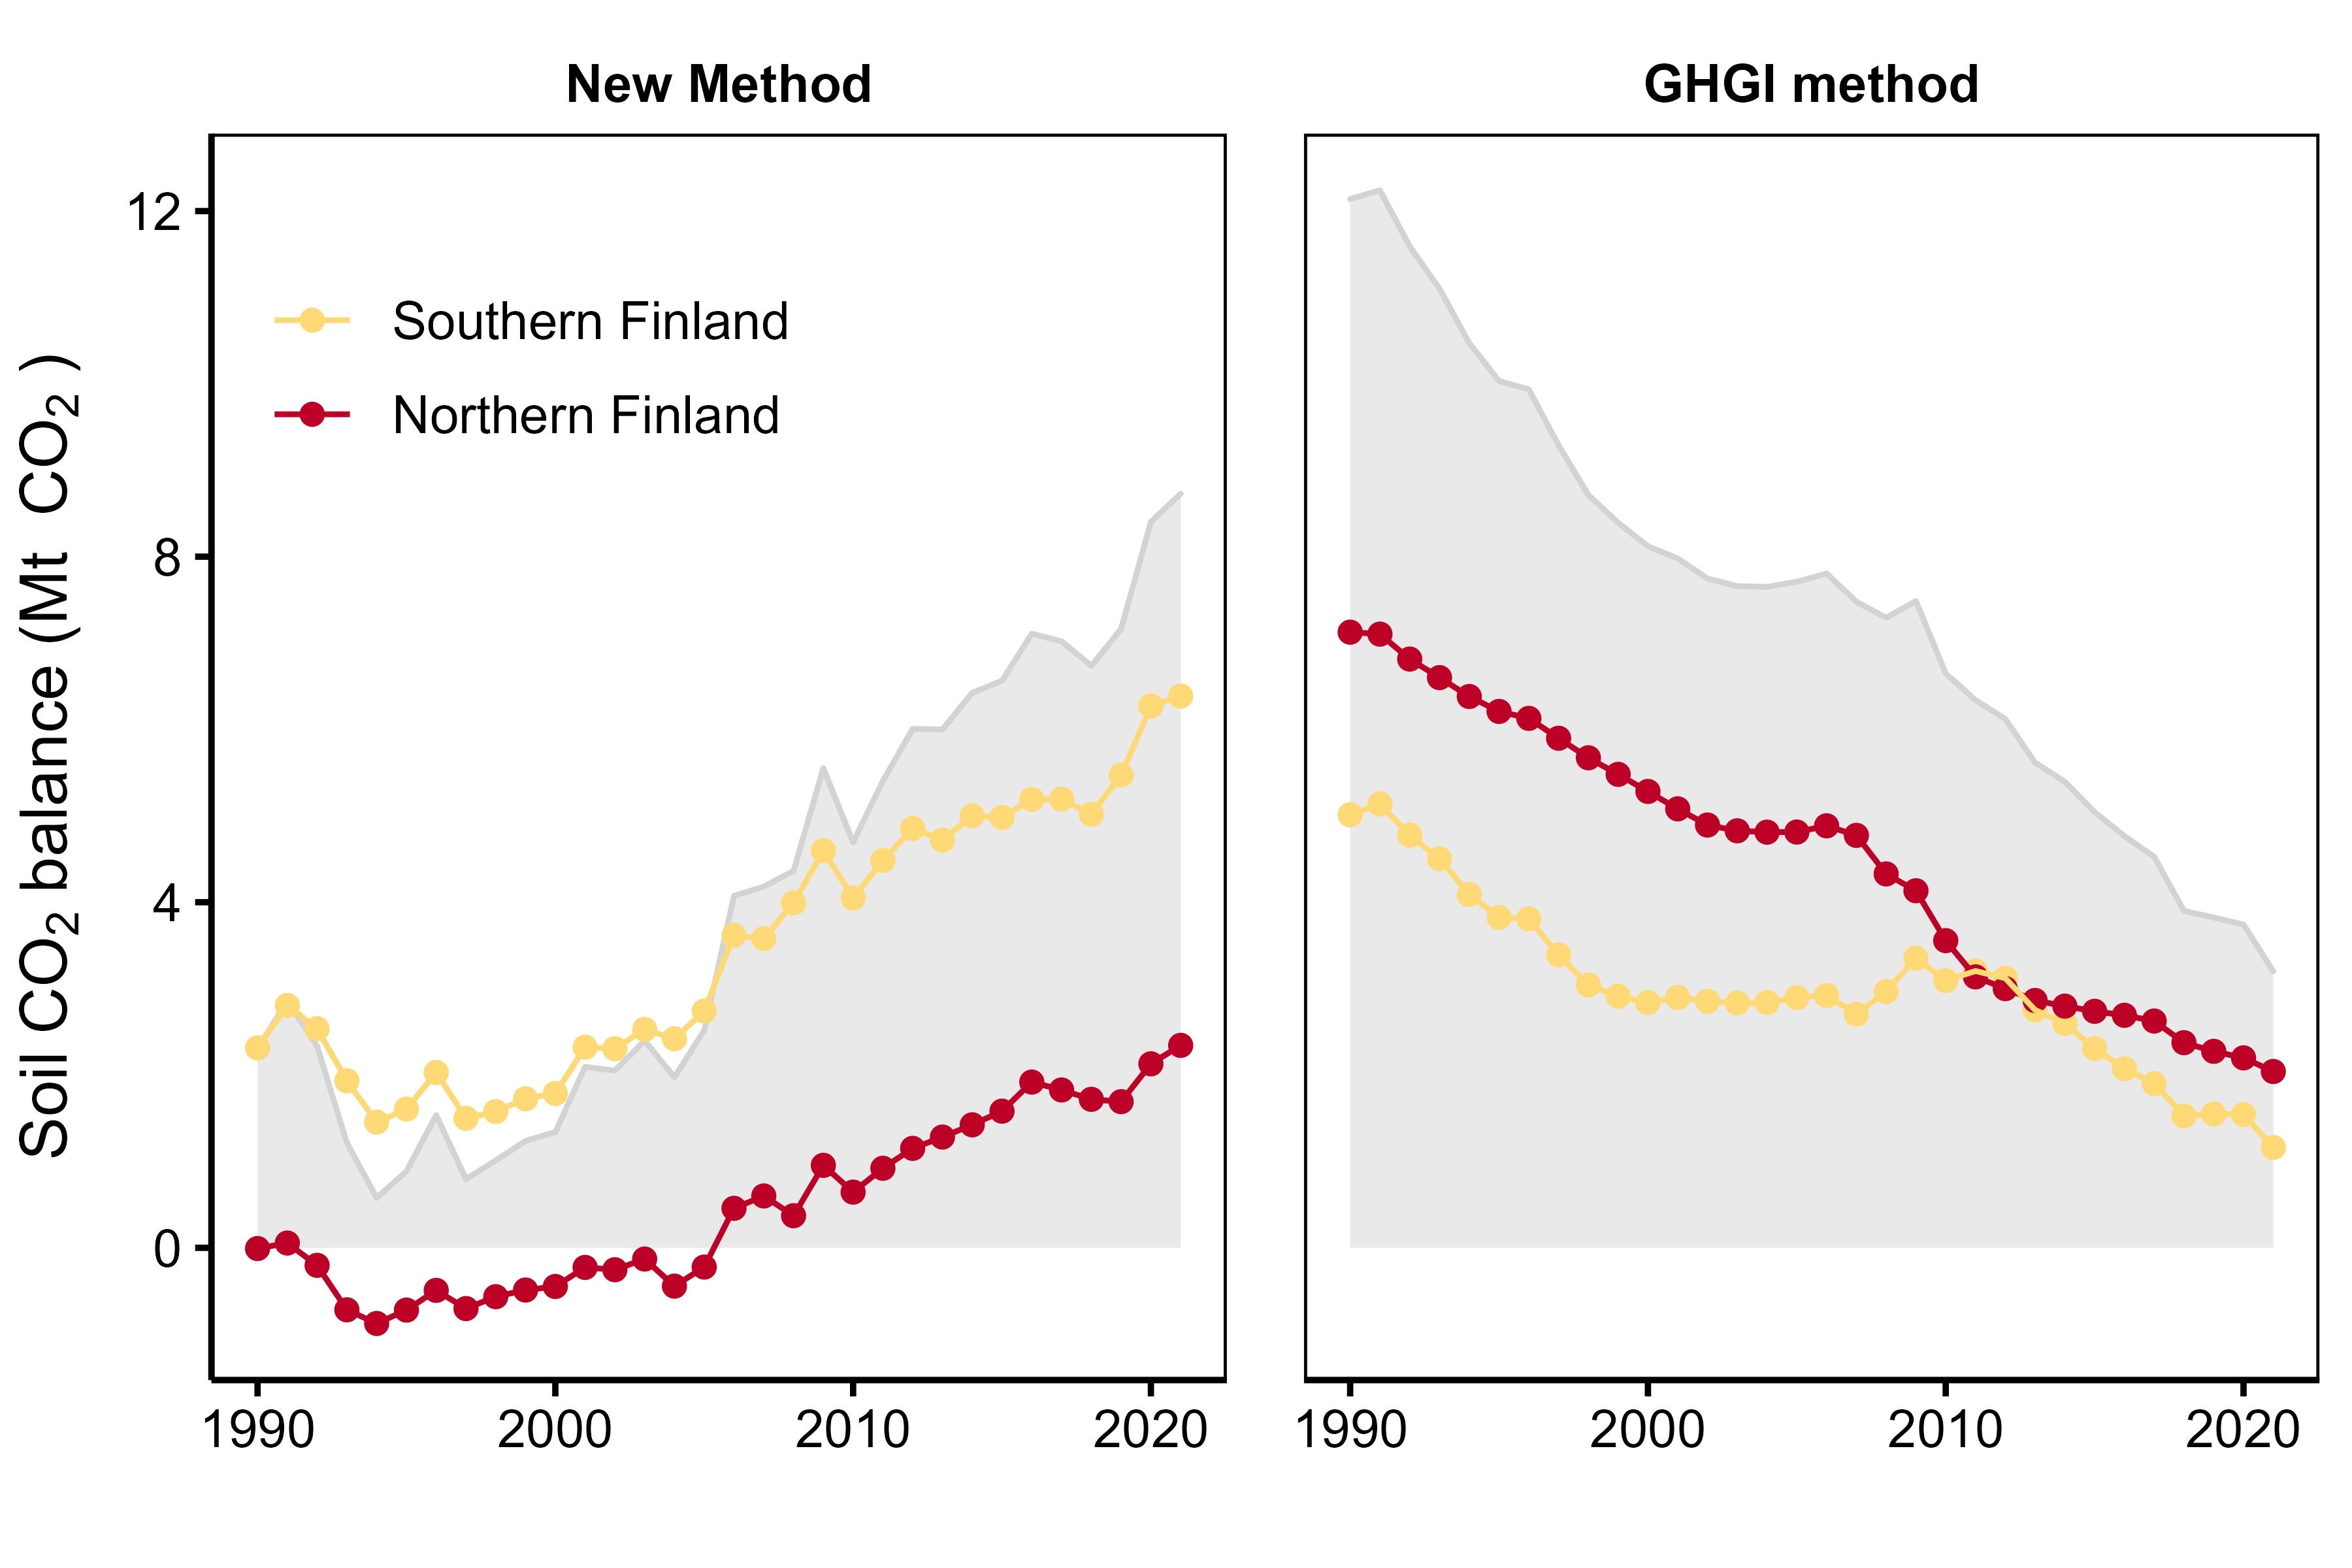 New Method
GHGI method
Soil CO₂ balance (Mt CO₂ )
12
8
4
0
Southern Finland
Northern Finland
1990
2000
2010
2020
1990
2000
2010
2020